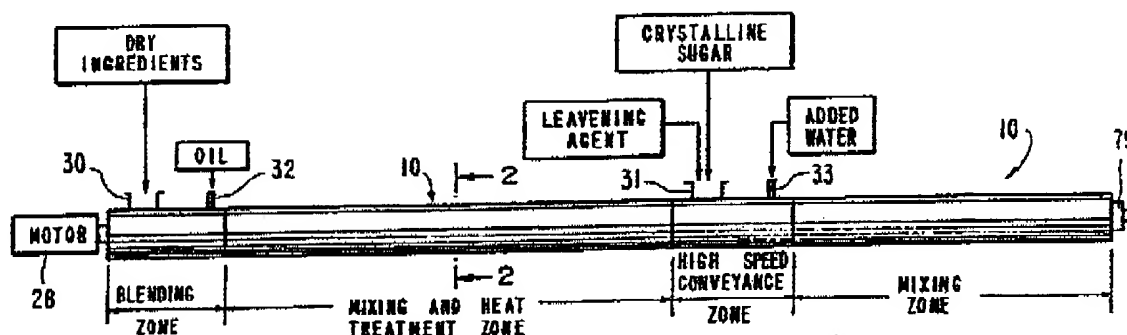 DRY
INGREDIENTS
CRYSTALLINE
SUGAR
LEAVENING
AGENT
ADDED
WATER
10
OIL
30
32
10
2
31
33
29
MOTOR
28
2
BLENDING
ZONE
MIXING AND HEAT
TREATMENT ZONE
HIGH SPEED
CONVEYANCE
ZONE
MIXING
ZONE